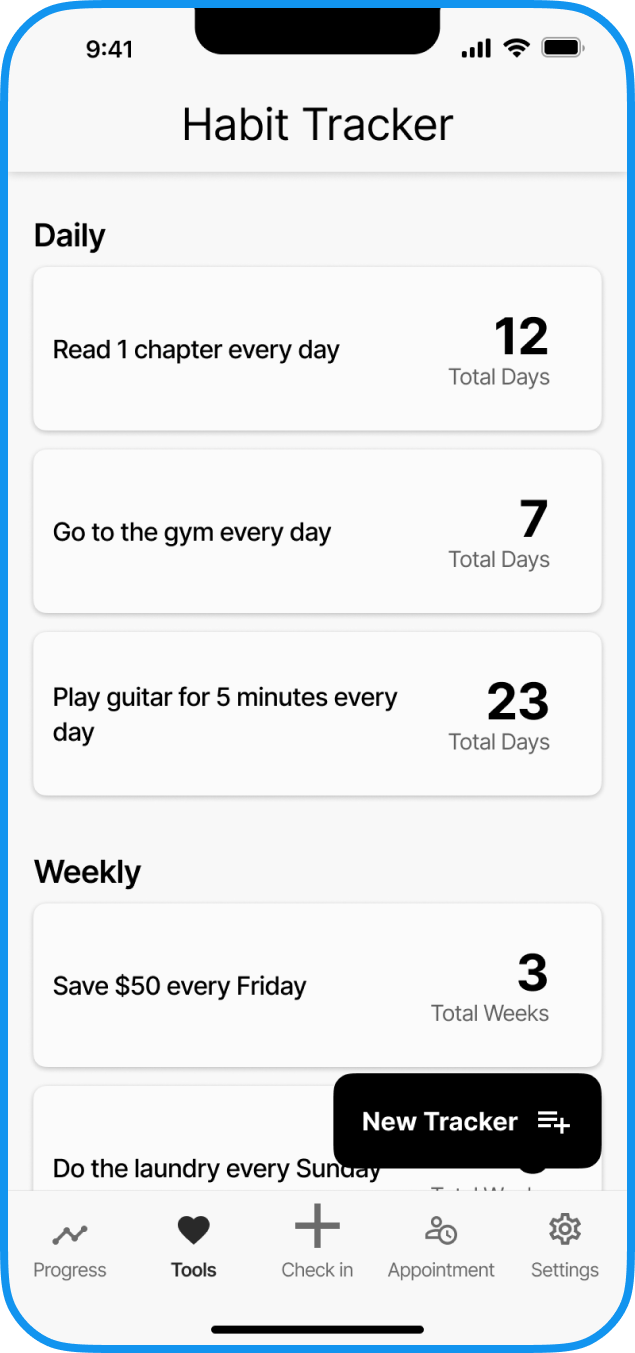 9:41
Habit Tracker
Daily
Read 1 chapter every day
12
Total Days
Go to the gym every day
7
Total Days
Play guitar for 5 minutes every
day
23
Total Days
Weekly
Save $50 every Friday
3
Total Weeks
New Tracker
Do the laundry every Sunday
Progress
Tools
Check in
Appointment
Settings